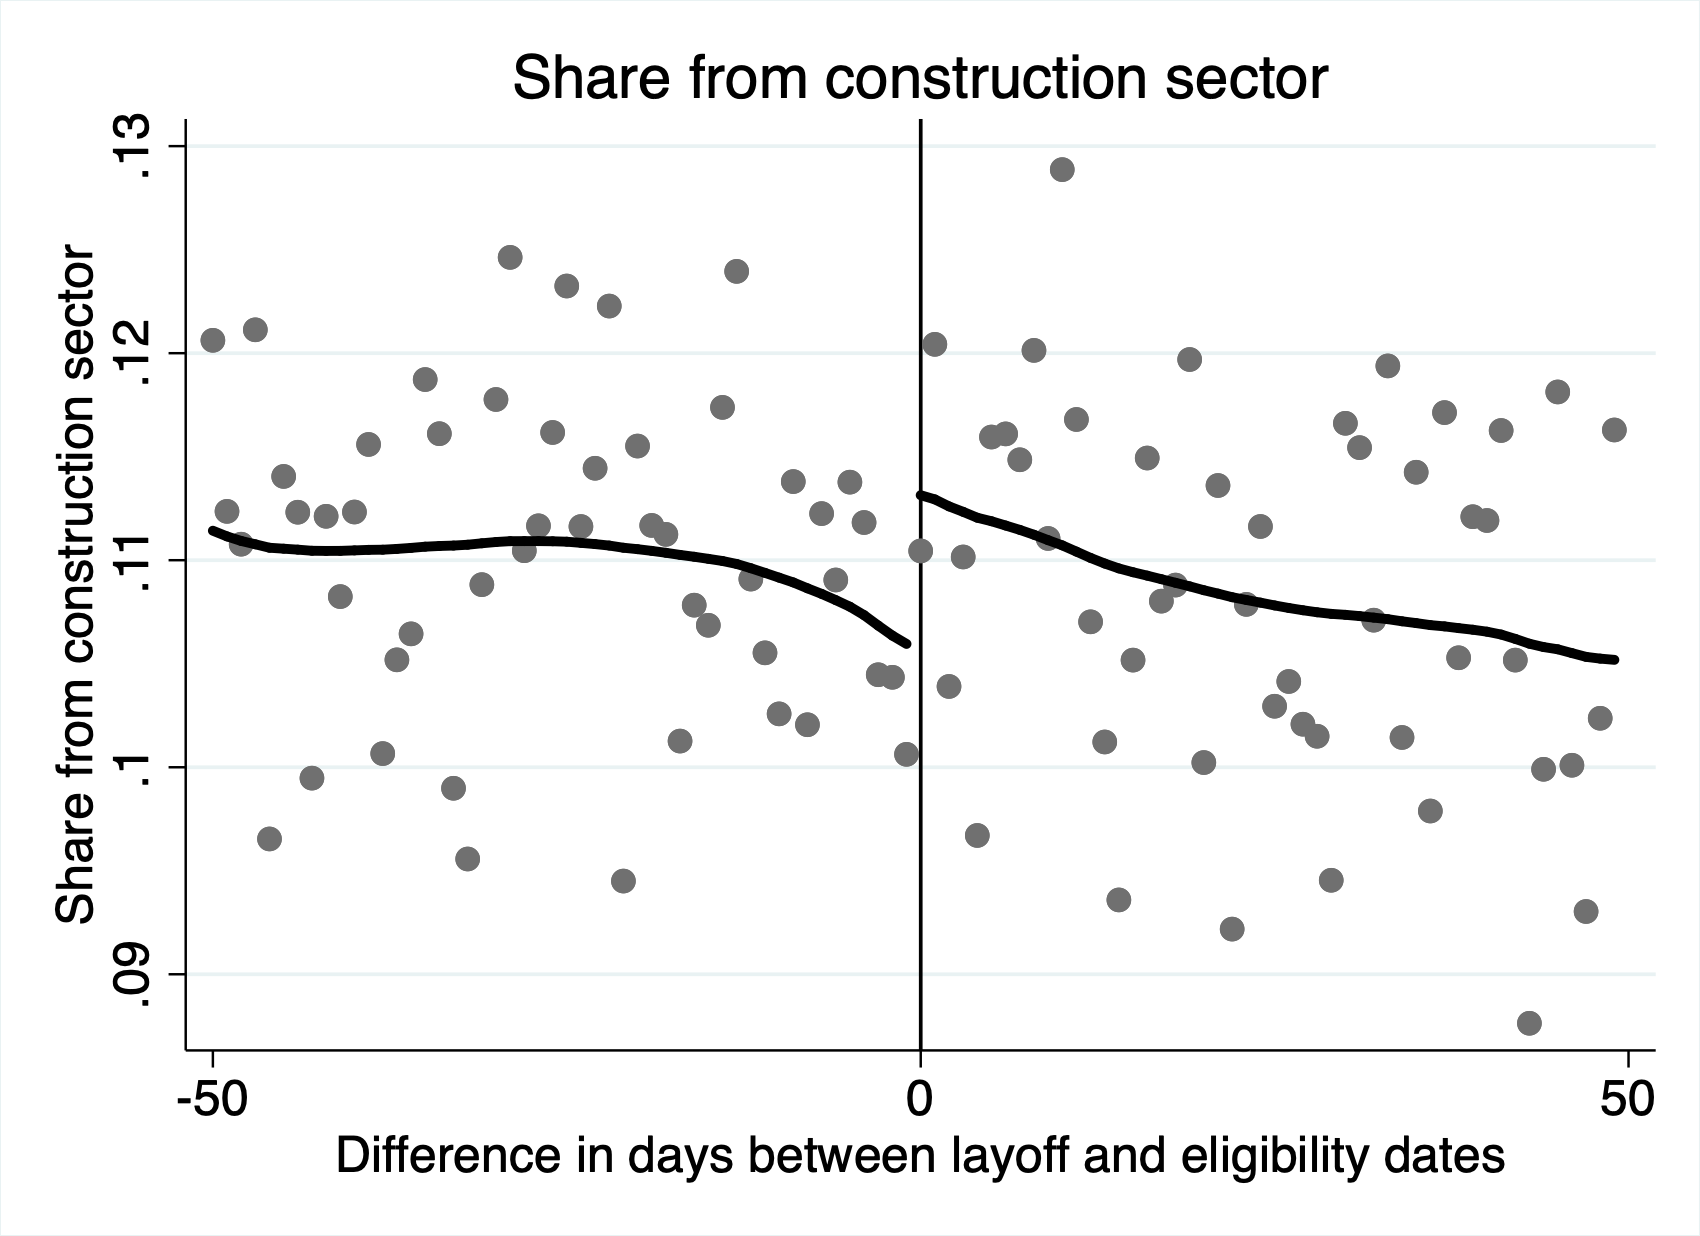 Share from construction sector
Share from construction sector
.13
.12
.11
.1
.09
-50
0
50
Difference in days between layoff and eligibility dates